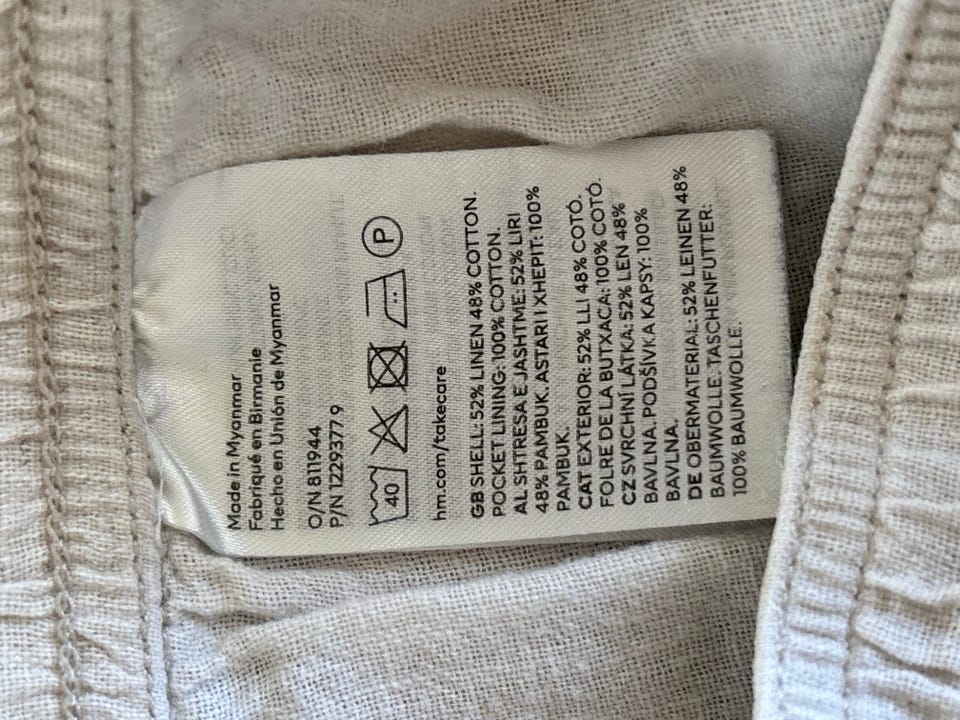 Made in Myanmar
Fabriqué en Birmanie
Hecho en Unión de Myanmar
O/N 811944
P/N 1229377 9
40
P
hm.com/takecare
GB SHELL: 52% LINEN 48% COTTON.
POCKET LINING: 100% COTTON.
AL SHTRESA E JASHTME: 52% LIRI
48% PAMBUK. ASTARI I XHEPIT: 100%
PAMBUK.
CAT EXTERIOR: 52% LLI 48% COTÓ.
FOLRE DE LA BUTXACA: 100% COTÓ.
CZ SVRCHNÍ LÁTKA: 52% LEN 48%
BAVLNA. PODŠÍVKA KAPSY: 100%
BAVLNA.
DE OBERMATERIAL: 52% LEINEN 48%
BAUMWOLLE. TASCHENFUTTER:
100% BAUMWOLLE.